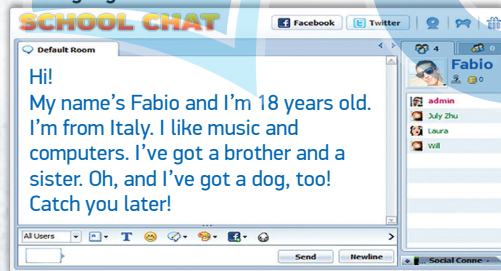 SCHOOL CHAT
Facebook
Twitter
Default Room
4
0
Fabio
0
Hi!
My name's Fabio and I'm 18 years old.
I'm from Italy. I like music and
computers. I've got a brother and a
sister. Oh, and I've got a dog, too!
Catch you later!
admin
July Zhu
Laura
Will
All Users
T
Send
Newline
Social Conne